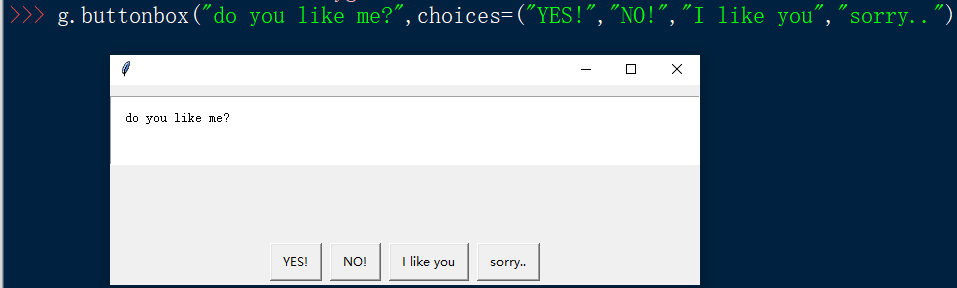 >>> g.buttonbox("do you like me?",choices=("YES!","NO!","I like you","sorry.."))
do you like me?
YES! NO! I like you sorry..